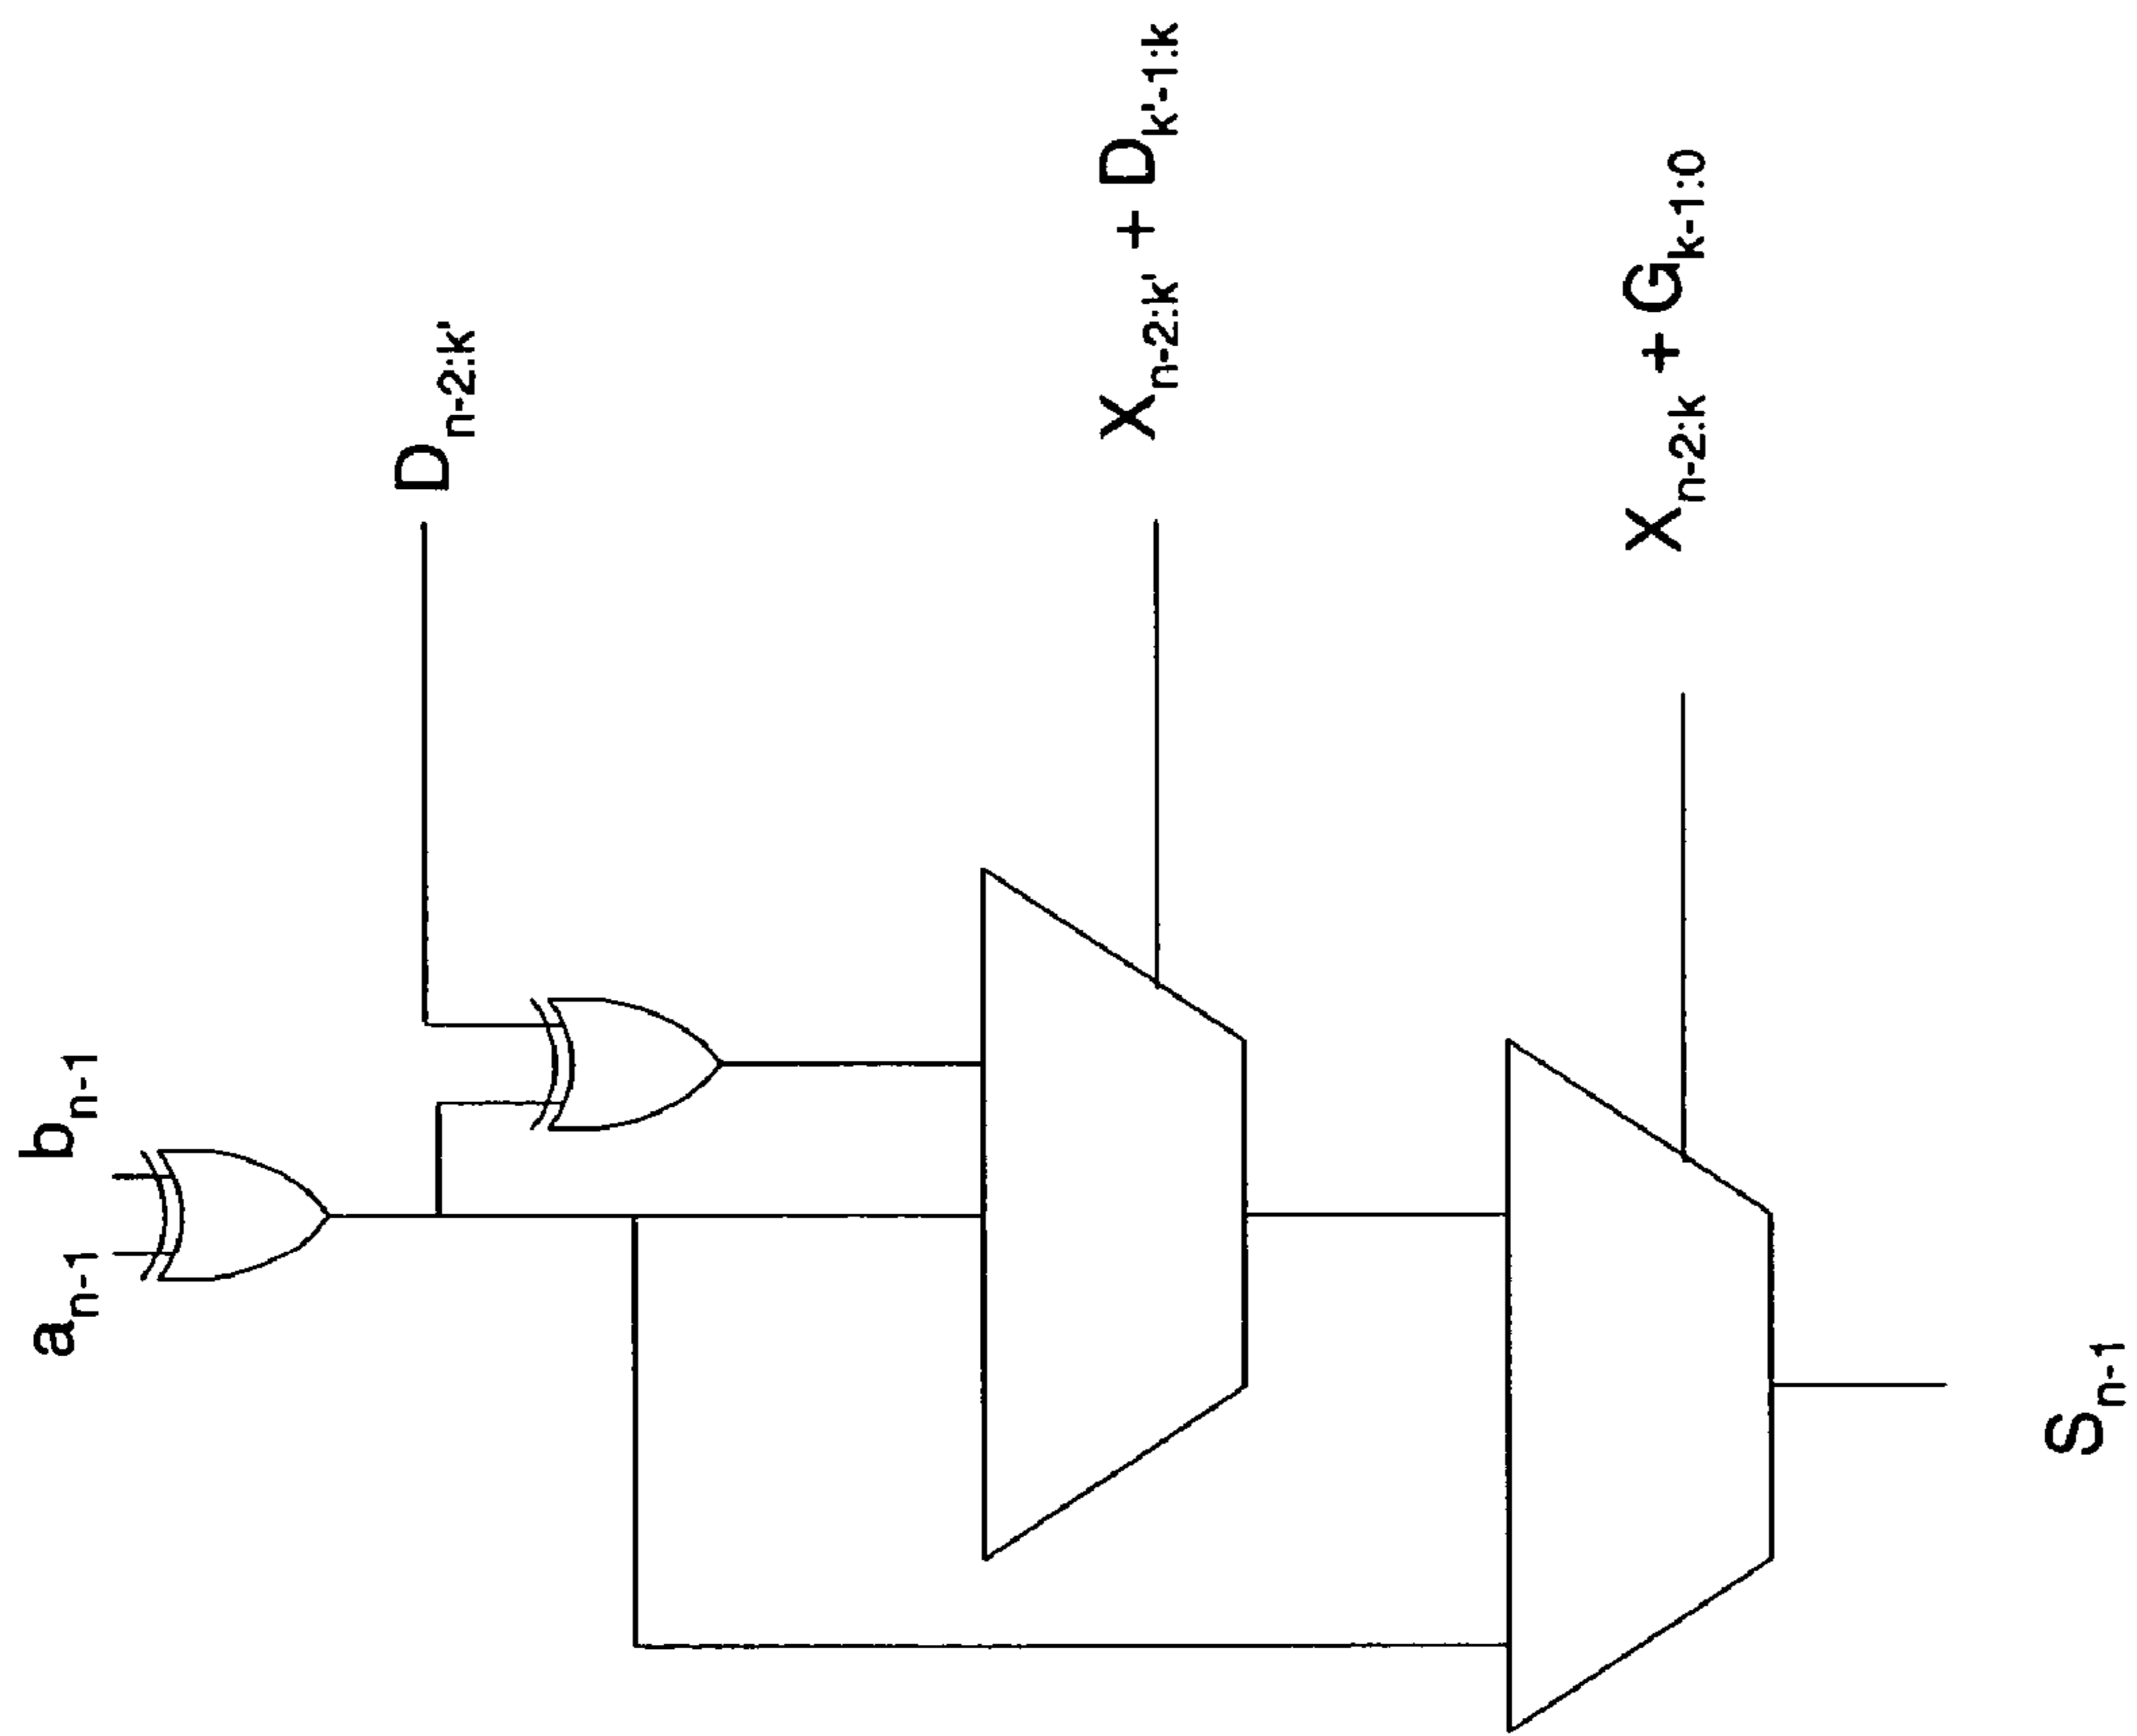 a_{n-1} b_{n-1}
D_{n-2:k'}
X_{n-2:k'} + D_{k'-1:k}
X_{n-2:k} + G_{k-1:0}
S_{n-1}